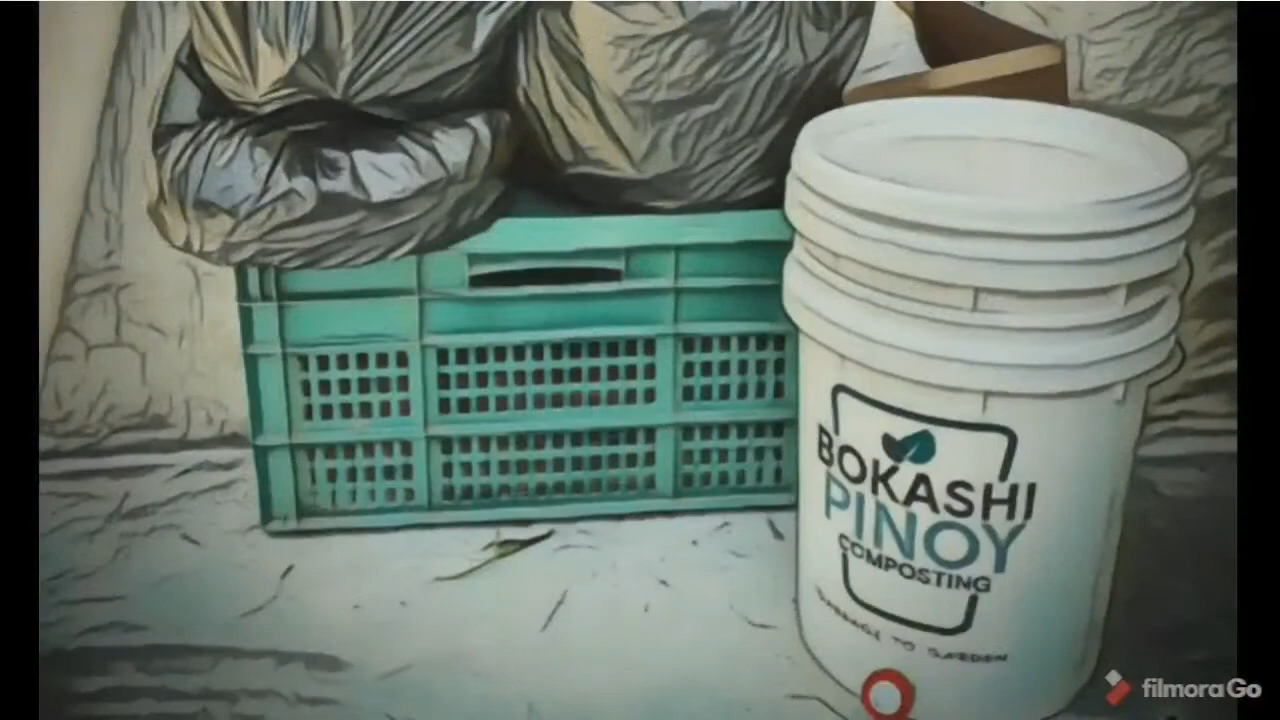 BOKASHI
PINOY
COMPOSTING
GARBAGE TO GARDEN
filmoraGo